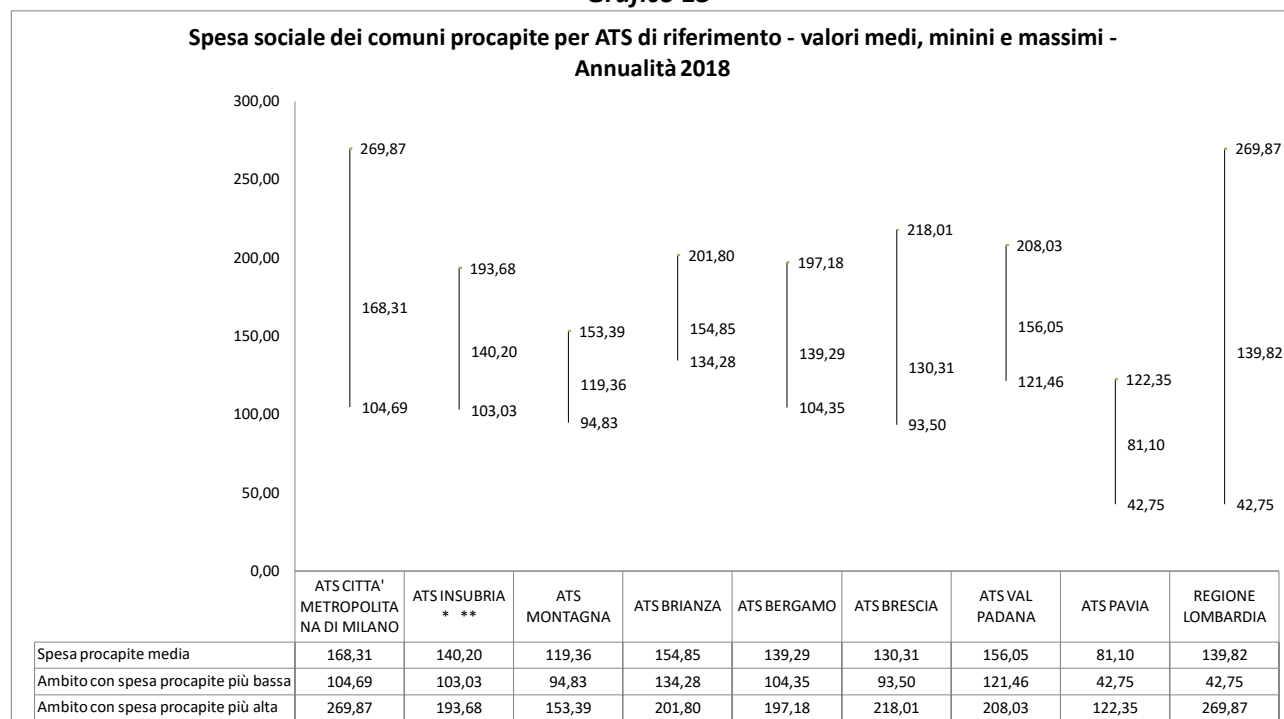 Grafico 13
Spesa sociale dei comuni procapite per ATS di riferimento - valori medi, minini e massimi -
Annualità 2018
300,00
250,00
200,00
150,00
100,00
50,00
0,00
269,87
168,31
104,69
193,68
140,20
103,03
153,39
119,36
94,83
201,80
154,85
134,28
197,18
139,29
104,35
218,01
130,31
93,50
208,03
156,05
121,46
122,35
81,10
42,75
269,87
139,82
42,75
ATS CITTA'
METROPOLITA
NA DI MILANO
ATS INSUBRIA
* **
ATS
MONTAGNA
ATS BRIANZA
ATS BERGAMO
ATS BRESCIA
ATS VAL
PADANA
ATS PAVIA
REGIONE
LOMBARDIA
Spesa procapite media 168,31 140,20 119,36 154,85 139,29 130,31 156,05 81,10 139,82
Ambito con spesa procapite più bassa 104,69 103,03 94,83 134,28 104,35 93,50 121,46 42,75 42,75
Ambito con spesa procapite più alta 269,87 193,68 153,39 201,80 197,18 218,01 208,03 122,35 269,87